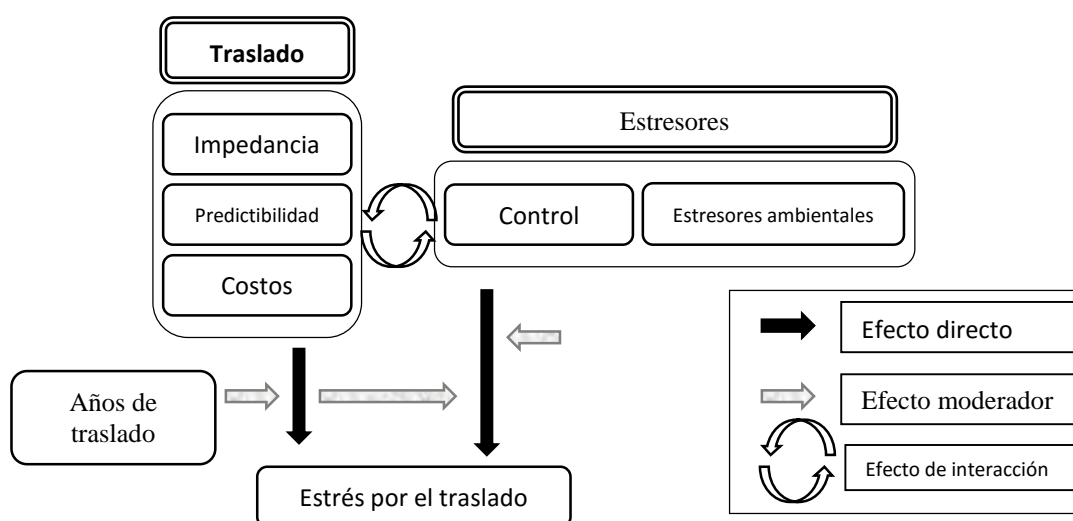 Traslado
Impedancia
Predictibilidad
Costos
Estresores
Control
Estresores ambientales
Años de
traslado
Estrés por el traslado
Efecto directo
Efecto moderador
Efecto de interacción